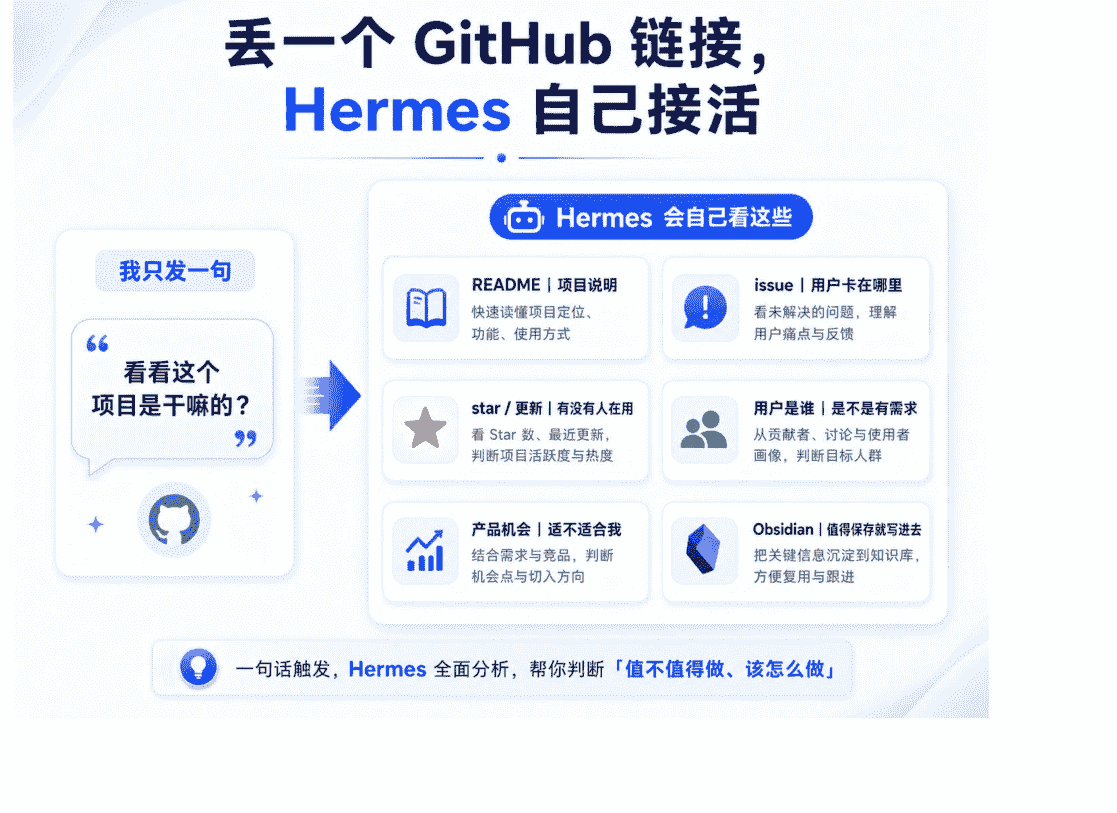 丢一个 GitHub 链接，
Hermes 自己接活
我只发一句
“
看看这个
项目是干嘛的？
”
Hermes 会自己看这些
README｜项目说明
快速读懂项目定位、
功能、使用方式
issue｜用户卡在哪里
看未解决的问题，理解
用户痛点与反馈
star / 更新｜有没有人在用
看 Star 数、最近更新，
判断项目活跃度与热度
用户是谁｜是不是有需求
从贡献者、讨论与使用者
画像，判断目标人群
产品机会｜适不适合我
结合需求与竞品，判断
机会点与切入方向
Obsidian｜值得保存就写进去
把关键信息沉淀到知识库，
方便复用与跟进
一句话触发，Hermes 全面分析，帮你判断「值不值得做、该怎么做」